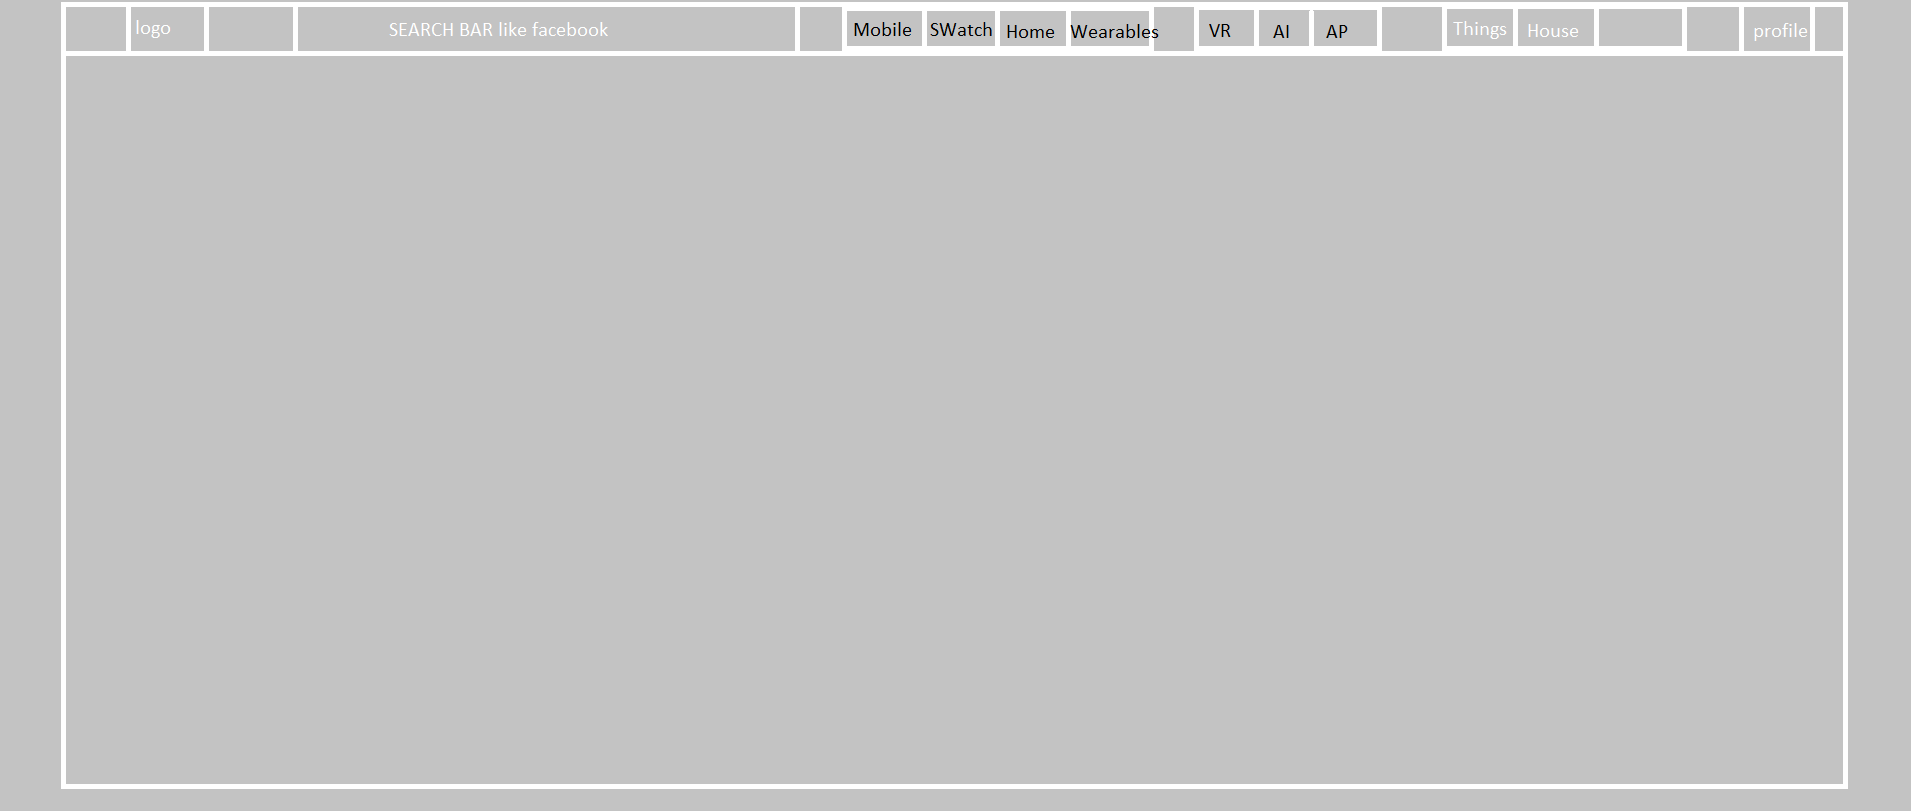 logo
SEARCH BAR like facebook
Mobile
SWatch
Home
Wearables
VR
AI
AP
Things
House
profile